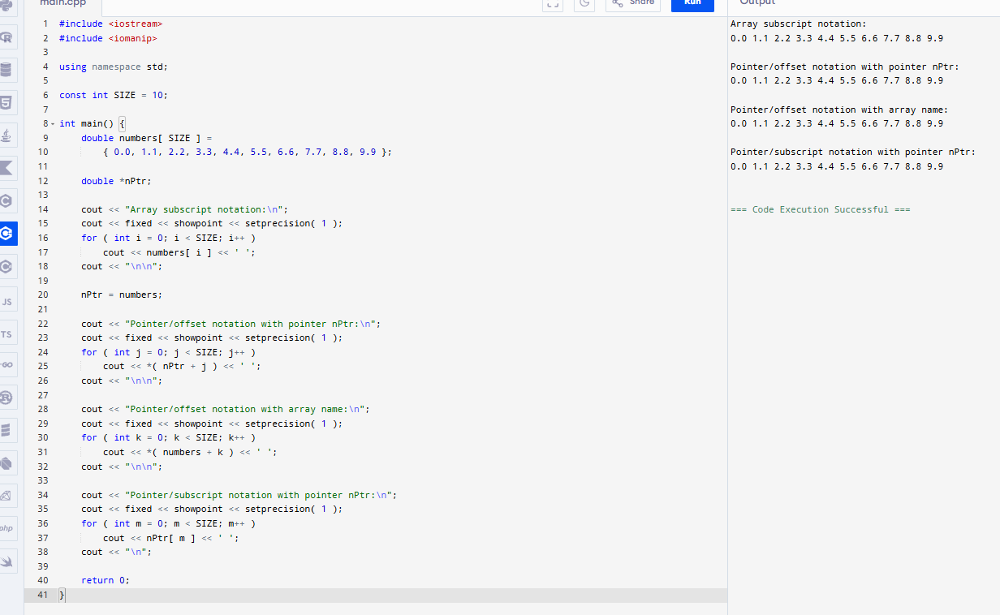 main.cpp
Share
Run
Output
1 #include <iostream>
2 #include <iomanip>
3
4 using namespace std;
5
6 const int SIZE = 10;
7
8 int main() {
9     double numbers[ SIZE ] =
10         { 0.0, 1.1, 2.2, 3.3, 4.4, 5.5, 6.6, 7.7, 8.8, 9.9 };
11
12     double *nPtr;
13
14     cout << "Array subscript notation:\n";
15     cout << fixed << showpoint << setprecision( 1 );
16     for ( int i = 0; i < SIZE; i++ )
17         cout << numbers[ i ] << ' ';
18     cout << "\n\n";
19
20     nPtr = numbers;
21
22     cout << "Pointer/offset notation with pointer nPtr:\n";
23     cout << fixed << showpoint << setprecision( 1 );
24     for ( int j = 0; j < SIZE; j++ )
25         cout << *( nPtr + j ) << ' ';
26     cout << "\n\n";
27
28     cout << "Pointer/offset notation with array name:\n";
29     cout << fixed << showpoint << setprecision( 1 );
30     for ( int k = 0; k < SIZE; k++ )
31         cout << *( numbers + k ) << ' ';
32     cout << "\n\n";
33
34     cout << "Pointer/subscript notation with pointer nPtr:\n";
35     cout << fixed << showpoint << setprecision( 1 );
36     for ( int m = 0; m < SIZE; m++ )
37         cout << nPtr[ m ] << ' ';
38     cout << "\n";
39
40     return 0;
41 }
Array subscript notation:
0.0 1.1 2.2 3.3 4.4 5.5 6.6 7.7 8.8 9.9
Pointer/offset notation with pointer nPtr:
0.0 1.1 2.2 3.3 4.4 5.5 6.6 7.7 8.8 9.9
Pointer/offset notation with array name:
0.0 1.1 2.2 3.3 4.4 5.5 6.6 7.7 8.8 9.9
Pointer/subscript notation with pointer nPtr:
0.0 1.1 2.2 3.3 4.4 5.5 6.6 7.7 8.8 9.9
=== Code Execution Successful ===
JS
TS
GO
php